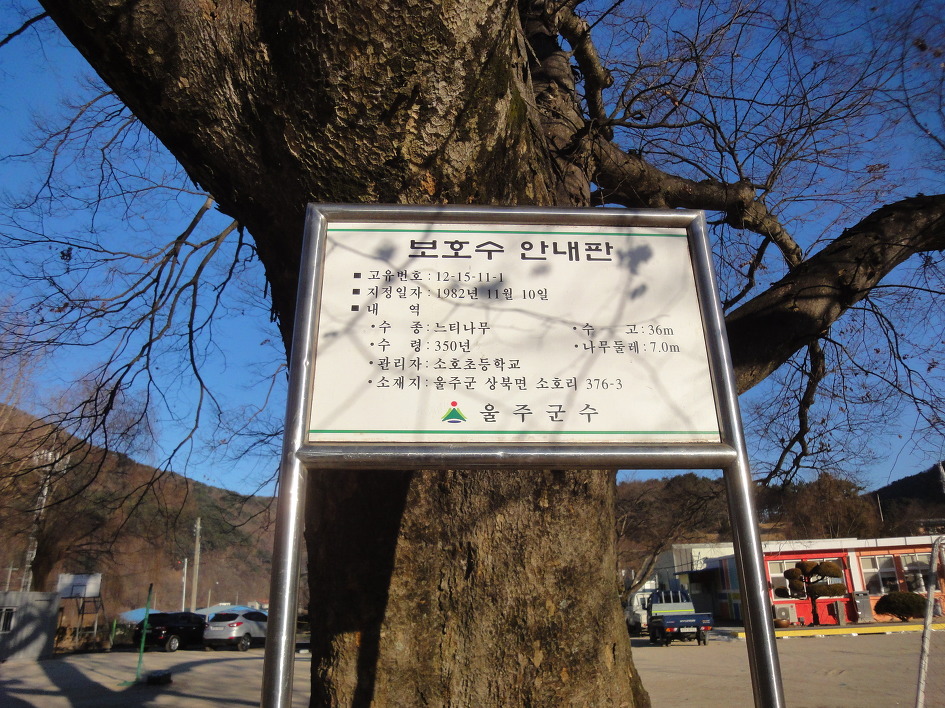 보호수 안내판
■ 고유번호 : 12-15-11-1
■ 지정일자 : 1982년 11월 10일
■ 내 역
• 수 종 : 느티나무 • 수 고 : 36m
• 수 령 : 350년 • 나무둘레 : 7.0m
• 관리자 : 소호초등학교
• 소재지 : 울주군 상북면 소호리 376-3
울주군수